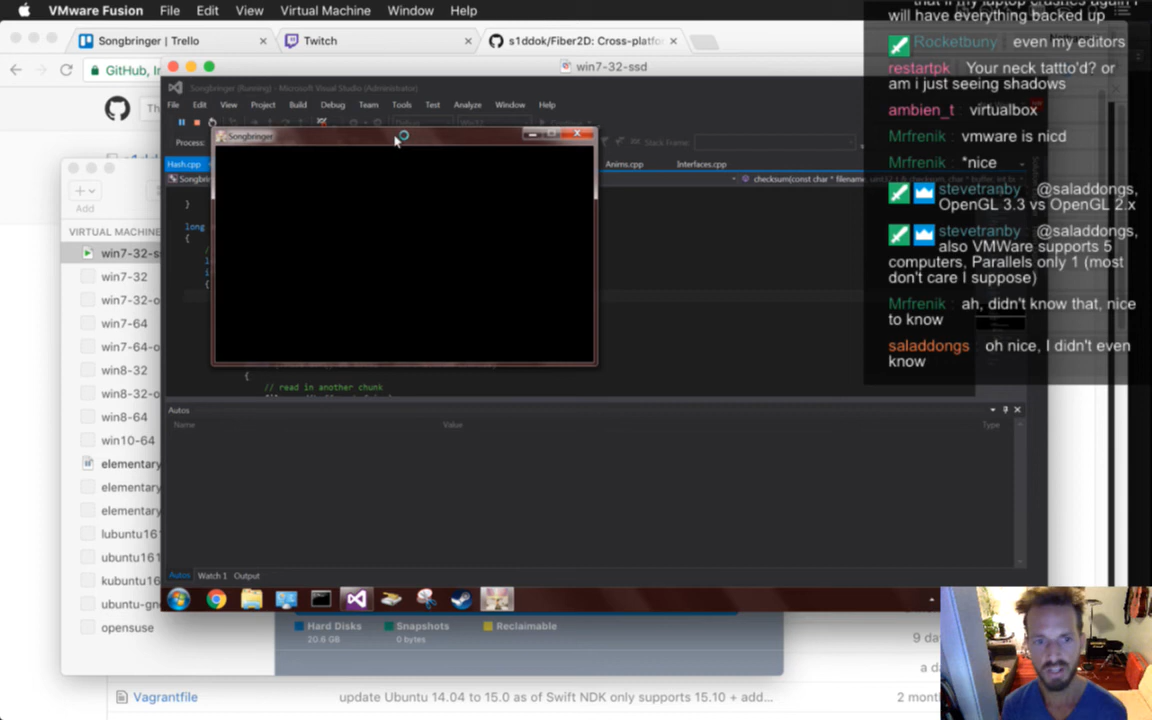 VMware Fusion File Edit View Virtual Machine Window Help
will have everything backed up
Rocketbuny even my editors
restartpk Your neck tattto'd? or
am i just seeing shadows
ambien_t virtualbox
Mrfrenik vmware is nicd
Mrfrenik *nice
stevetranby @saladdongs,
OpenGL 3.3 vs OpenGL 2.x
stevetranby @saladdongs,
also VMWare supports 5
computers, Parallels only 1 (most
don't care I suppose)
Mrfrenik ah, didn't know that, nice
to know
saladdongs oh nice, I didn't even
know
Songbringer | Trello
Twitch
s1ddok/Fiber2D: Cross-platfo
GitHub, In
win7-32-ssd
Songbringer (Running) - Microsoft Visual Studio (Administrator)
File Edit View Project Build Debug Team Tools Test Analyze Window Help
Process:
Songbringer
Hash.cpp
Anims.cpp
Interfaces.cpp
Songbrin
}
long
{
{
{
// read in another chunk
Autos
Name Value Type
Autos Watch 1 Output
Add
VIRTUAL MACHINE
win7-32-s
win7-32
win7-32-o
win7-64
win7-64-o
win8-32
win8-32-o
win8-64
win10-64
elementary
elementary
elementary
lubuntu161
ubuntu161
kubuntu16
ubuntu-gn
opensuse
Hard Disks
20.6 GB
Snapshots
0 bytes
Reclaimable
9 da
a da
Vagrantfile update Ubuntu 14.04 to 15.0 as of Swift NDK only supports 15.10 + add... 2 mont